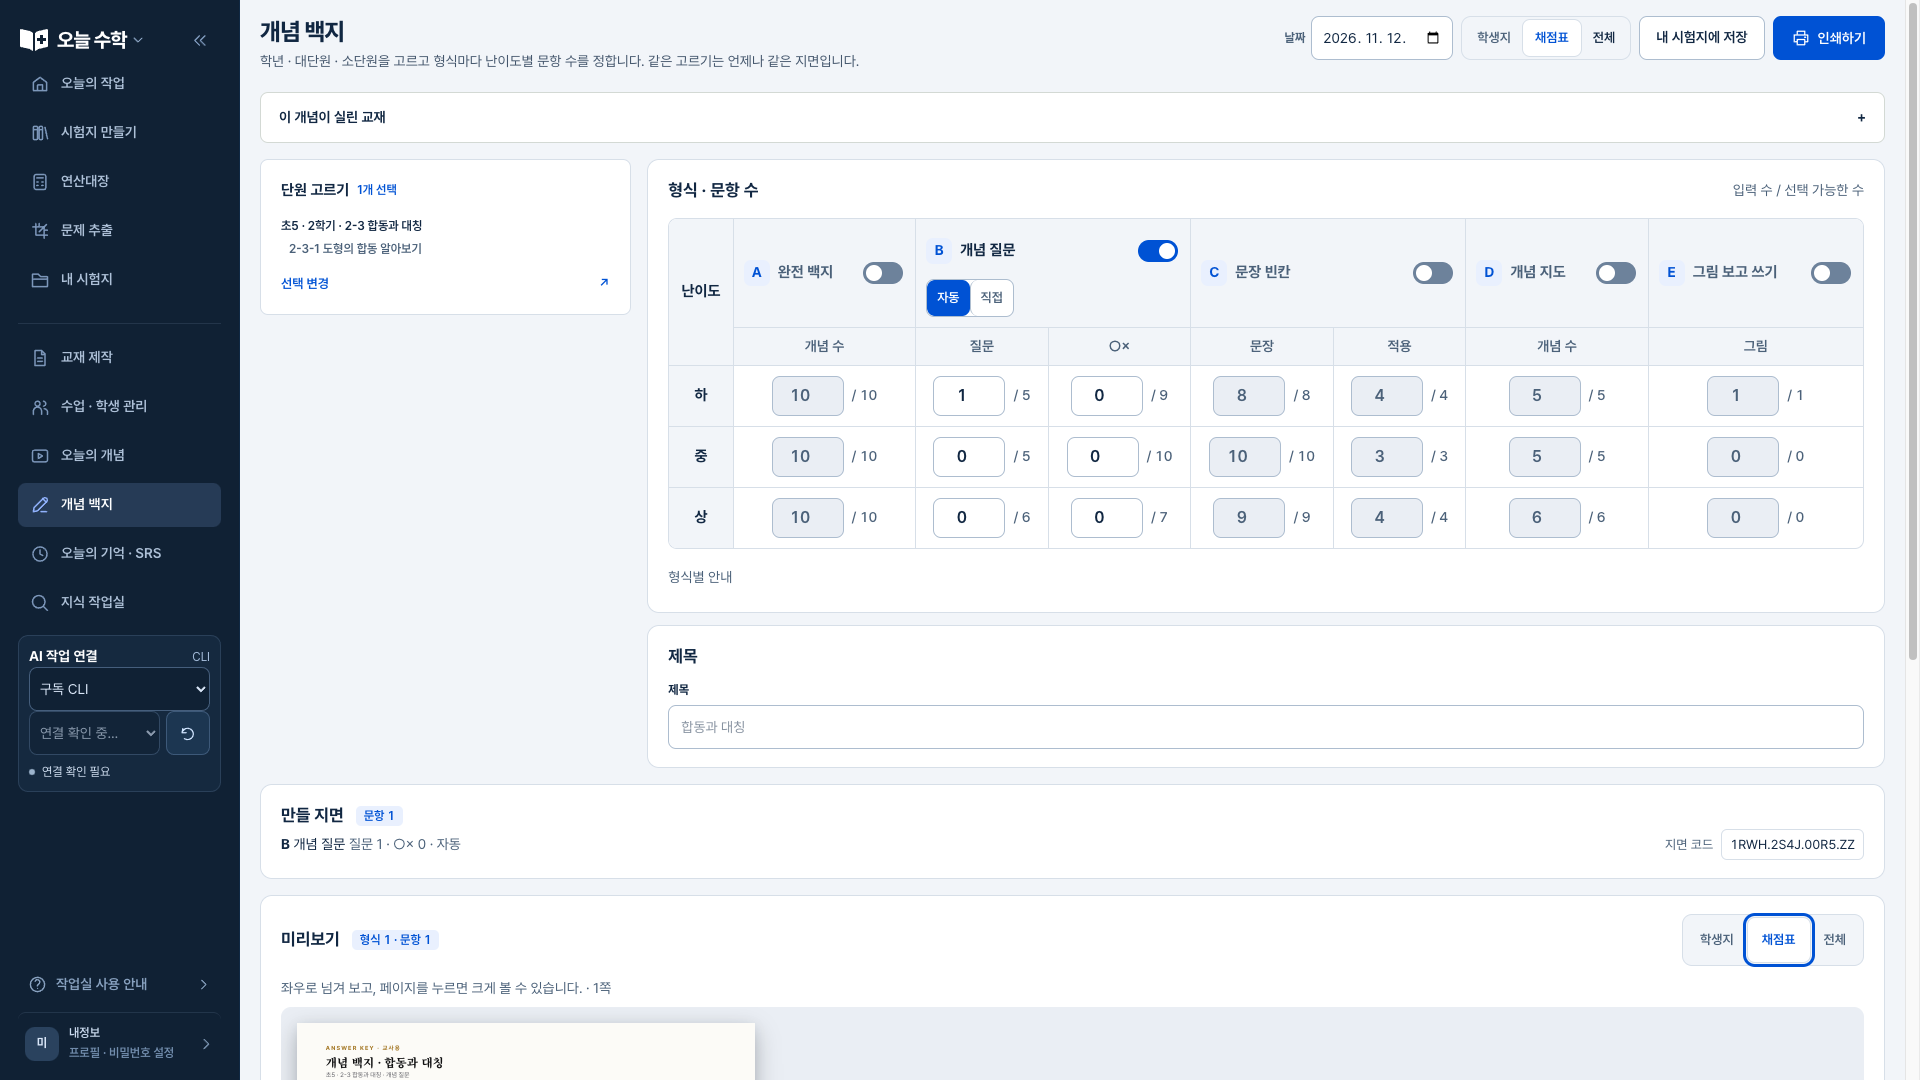 오늘 수학
오늘의 작업
시험지 만들기
연산대장
문제 추출
내 시험지
교재 제작
수업 · 학생 관리
오늘의 개념
개념 백지
오늘의 기억 · SRS
지식 작업실
AI 작업 연결 CLI
구독 CLI
연결 확인 중...
연결 확인 필요
작업실 사용 안내
미 내정보
프로필 · 비밀번호 설정
개념 백지
학년 · 대단원 · 소단원을 고르고 형식마다 난이도별 문항 수를 정합니다. 같은 고르기는 언제나 같은 지면입니다.
날짜 2026. 11. 12. 학생지 채점표 전체 내 시험지에 저장 인쇄하기
이 개념이 실린 교재 +
단원 고르기 1개 선택
초5 · 2학기 · 2-3 합동과 대칭
2-3-1 도형의 합동 알아보기
선택 변경
형식 · 문항 수 입력 수 / 선택 가능한 수
난이도 A 완전 백지 B 개념 질문 C 문장 빈칸 D 개념 지도 E 그림 보고 쓰기
자동 직접
개념 수 질문 ○× 문장 적용 개념 수 그림
하 10 / 10 1 / 5 0 / 9 8 / 8 4 / 4 5 / 5 1 / 1
중 10 / 10 0 / 5 0 / 10 10 / 10 3 / 3 5 / 5 0 / 0
상 10 / 10 0 / 6 0 / 7 9 / 9 4 / 4 6 / 6 0 / 0
형식별 안내
제목
제목
합동과 대칭
만들 지면 문항 1
B 개념 질문 질문 1 · ○× 0 · 자동
지면 코드 1RWH.2S4J.00R5.ZZ
미리보기 형식 1 · 문항 1
학생지 채점표 전체
좌우로 넘겨 보고, 페이지를 누르면 크게 볼 수 있습니다. · 1쪽
ANSWER KEY · 교사용
개념 백지 · 합동과 대칭
초5 · 2-3 합동과 대칭 · 개념 질문